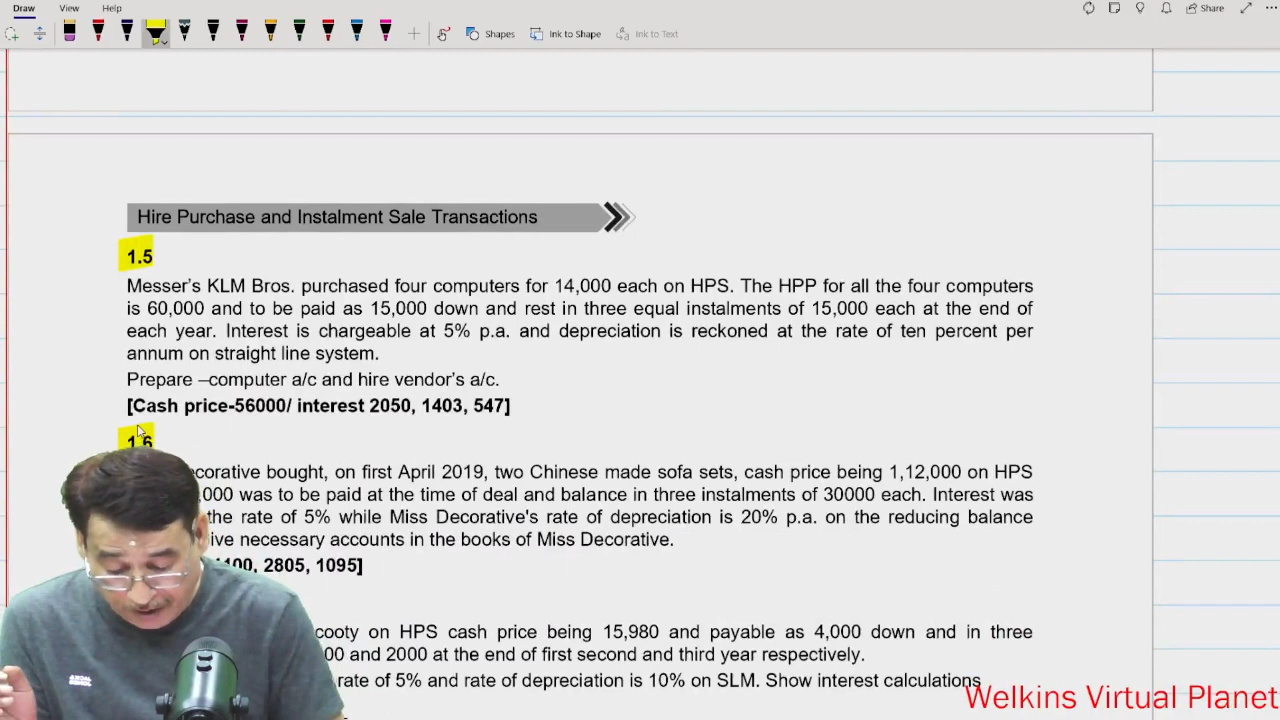 Draw View Help
Share
Shapes Ink to Shape Ink to Text
Hire Purchase and Instalment Sale Transactions
1.5
Messer's KLM Bros. purchased four computers for 14,000 each on HPS. The HPP for all the four computers
is 60,000 and to be paid as 15,000 down and rest in three equal instalments of 15,000 each at the end of
each year. Interest is chargeable at 5% p.a. and depreciation is reckoned at the rate of ten percent per
annum on straight line system.
Prepare –computer a/c and hire vendor's a/c.
[Cash price-56000/ interest 2050, 1403, 547]
1.6
bought, on first April 2019, two Chinese made sofa sets, cash price being 1,12,000 on HPS
was to be paid at the time of deal and balance in three instalments of 30000 each. Interest was
the rate of 5% while Miss Decorative's rate of depreciation is 20% p.a. on the reducing balance
necessary accounts in the books of Miss Decorative.
2805, 1095]
on HPS cash price being 15,980 and payable as 4,000 down and in three
and 2000 at the end of first second and third year respectively.
rate of 5% and rate of depreciation is 10% on SLM. Show interest calculations
Welkins Virtual Planet